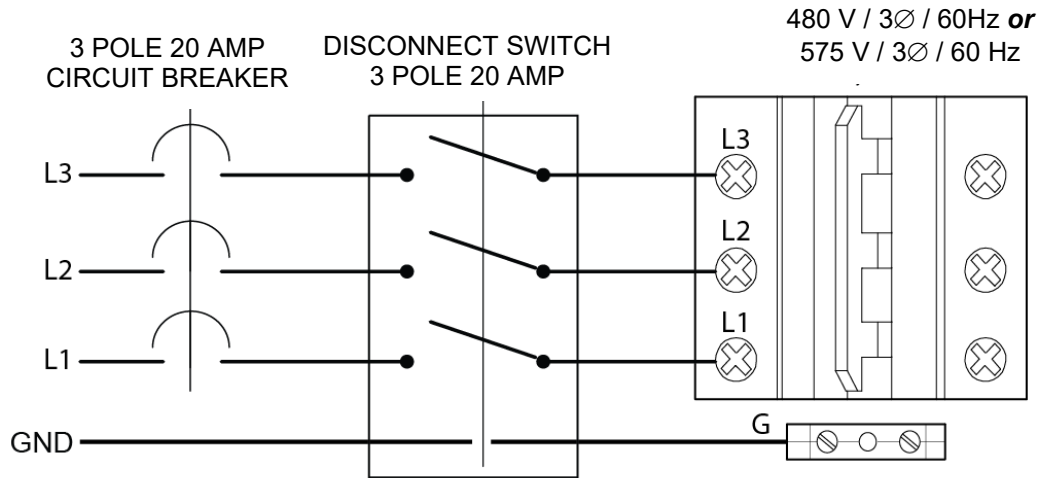 480 V / 3∅ / 60Hz or
575 V / 3∅ / 60 Hz
3 POLE 20 AMP
CIRCUIT BREAKER
DISCONNECT SWITCH
3 POLE 20 AMP
L3
L3
L2
L2
L1
L1
GND
G